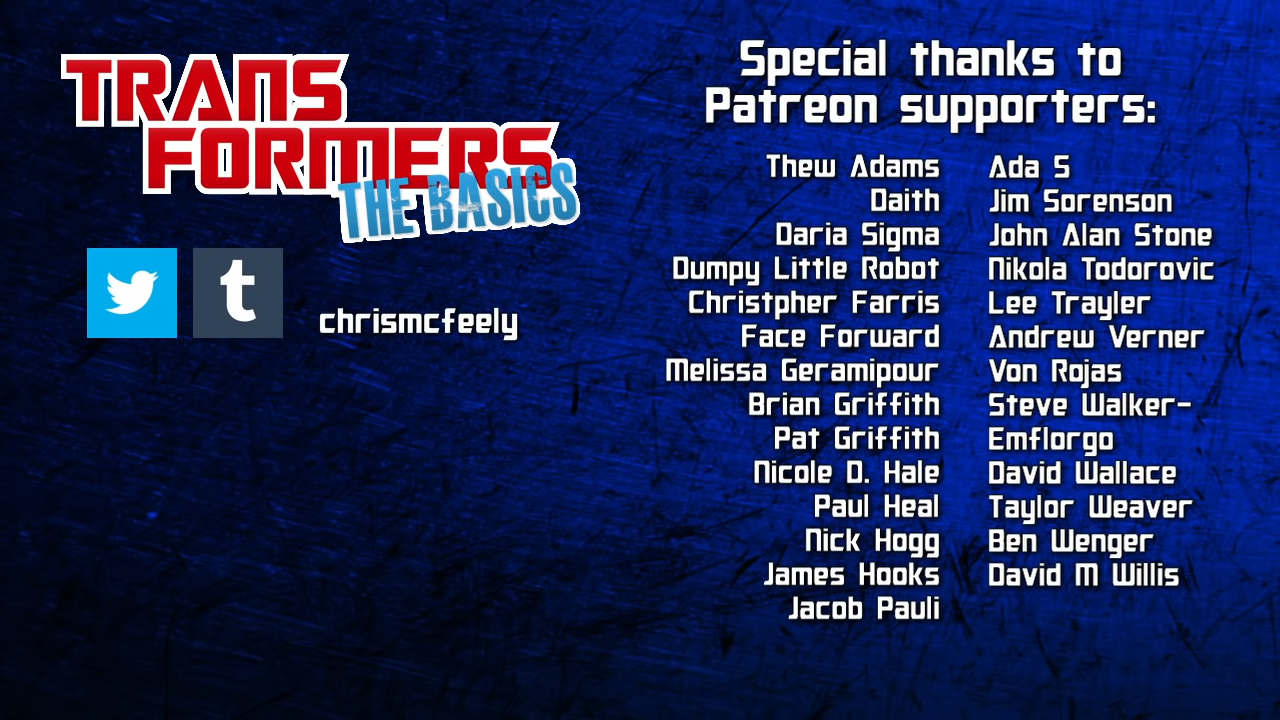 TRANS
FORMERS
THE BASICS
chrismcfeely
Special thanks to
Patreon supporters:
Thew Adams
Daith
Daria Sigma
Dumpy Little Robot
Christpher Farris
Face Forward
Melissa Geramipour
Brian Griffith
Pat Griffith
Nicole D. Hale
Paul Heal
Nick Hogg
James Hooks
Jacob Pauli
Ada S
Jim Sorenson
John Alan Stone
Nikola Todorovic
Lee Trayler
Andrew Verner
Von Rojas
Steve Walker-
Emflorgo
David Wallace
Taylor Weaver
Ben Wenger
David M Willis